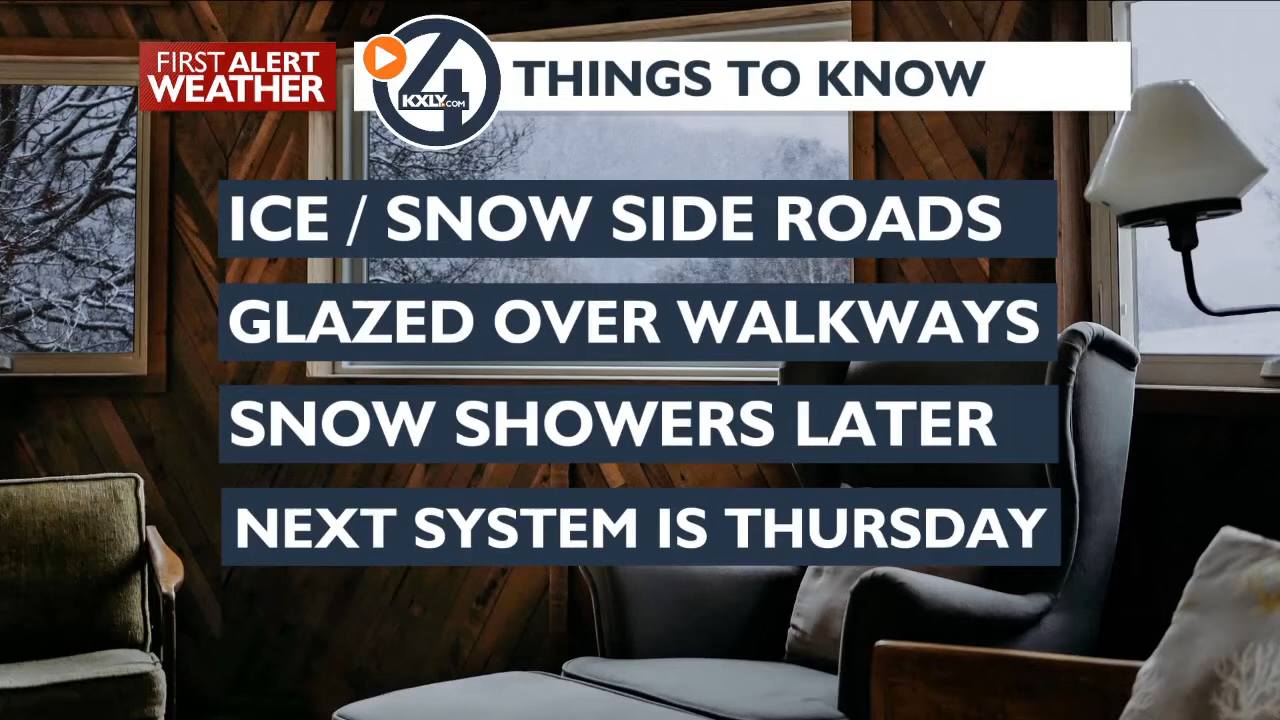 FIRST ALERT
WEATHER
4
KXLY.COM
THINGS TO KNOW
ICE / SNOW SIDE ROADS
GLAZED OVER WALKWAYS
SNOW SHOWERS LATER
NEXT SYSTEM IS THURSDAY